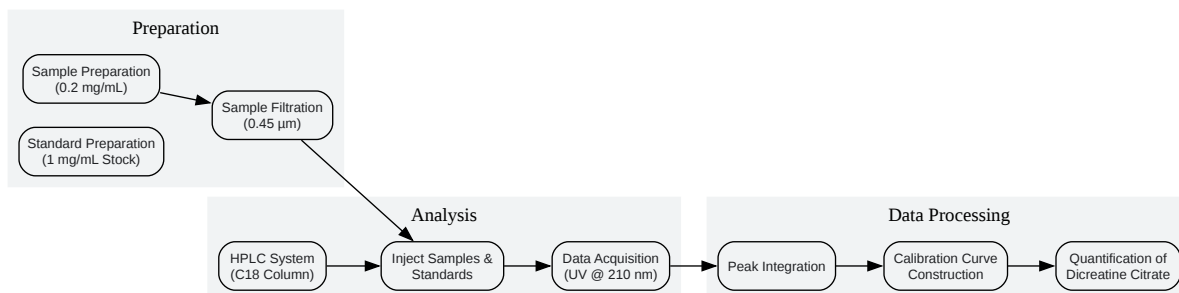 Preparation
Sample Preparation
(0.2 mg/mL)
Sample Filtration
(0.45 µm)
Standard Preparation
(1 mg/mL Stock)
Analysis
HPLC System
(C18 Column)
Inject Samples &
Standards
Data Acquisition
(UV @ 210 nm)
Data Processing
Peak Integration
Calibration Curve
Construction
Quantification of
Dicreatine Citrate